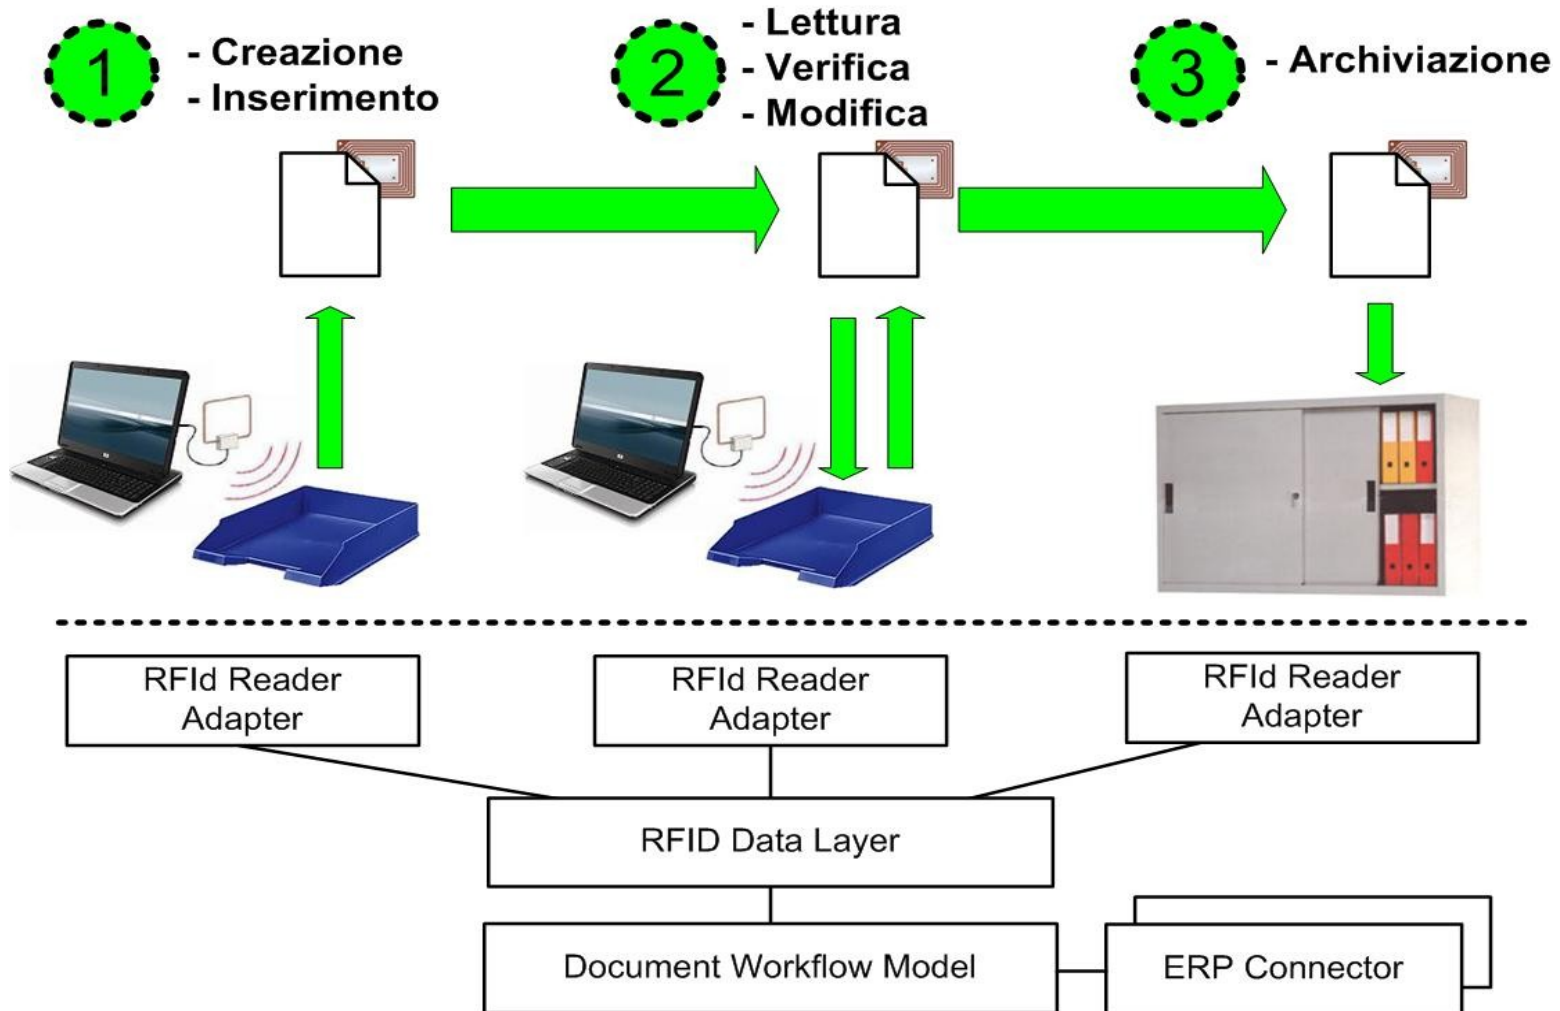 1
- Creazione
- Inserimento
2
- Lettura
- Verifica
- Modifica
3
- Archiviazione
RFId Reader
Adapter
RFId Reader
Adapter
RFId Reader
Adapter
RFID Data Layer
Document Workflow Model
ERP Connector